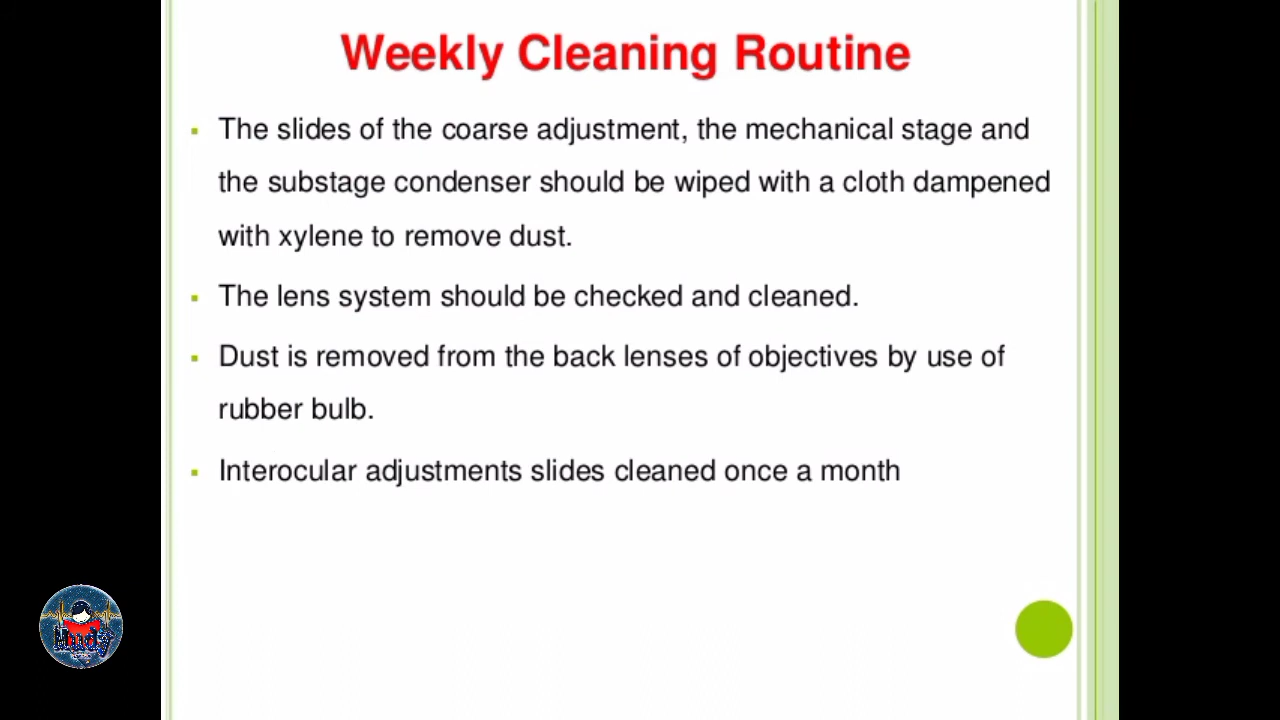 Weekly Cleaning Routine
▪ The slides of the coarse adjustment, the mechanical stage and
the substage condenser should be wiped with a cloth dampened
with xylene to remove dust.
▪ The lens system should be checked and cleaned.
▪ Dust is removed from the back lenses of objectives by use of
rubber bulb.
▪ Interocular adjustments slides cleaned once a month
Hudy